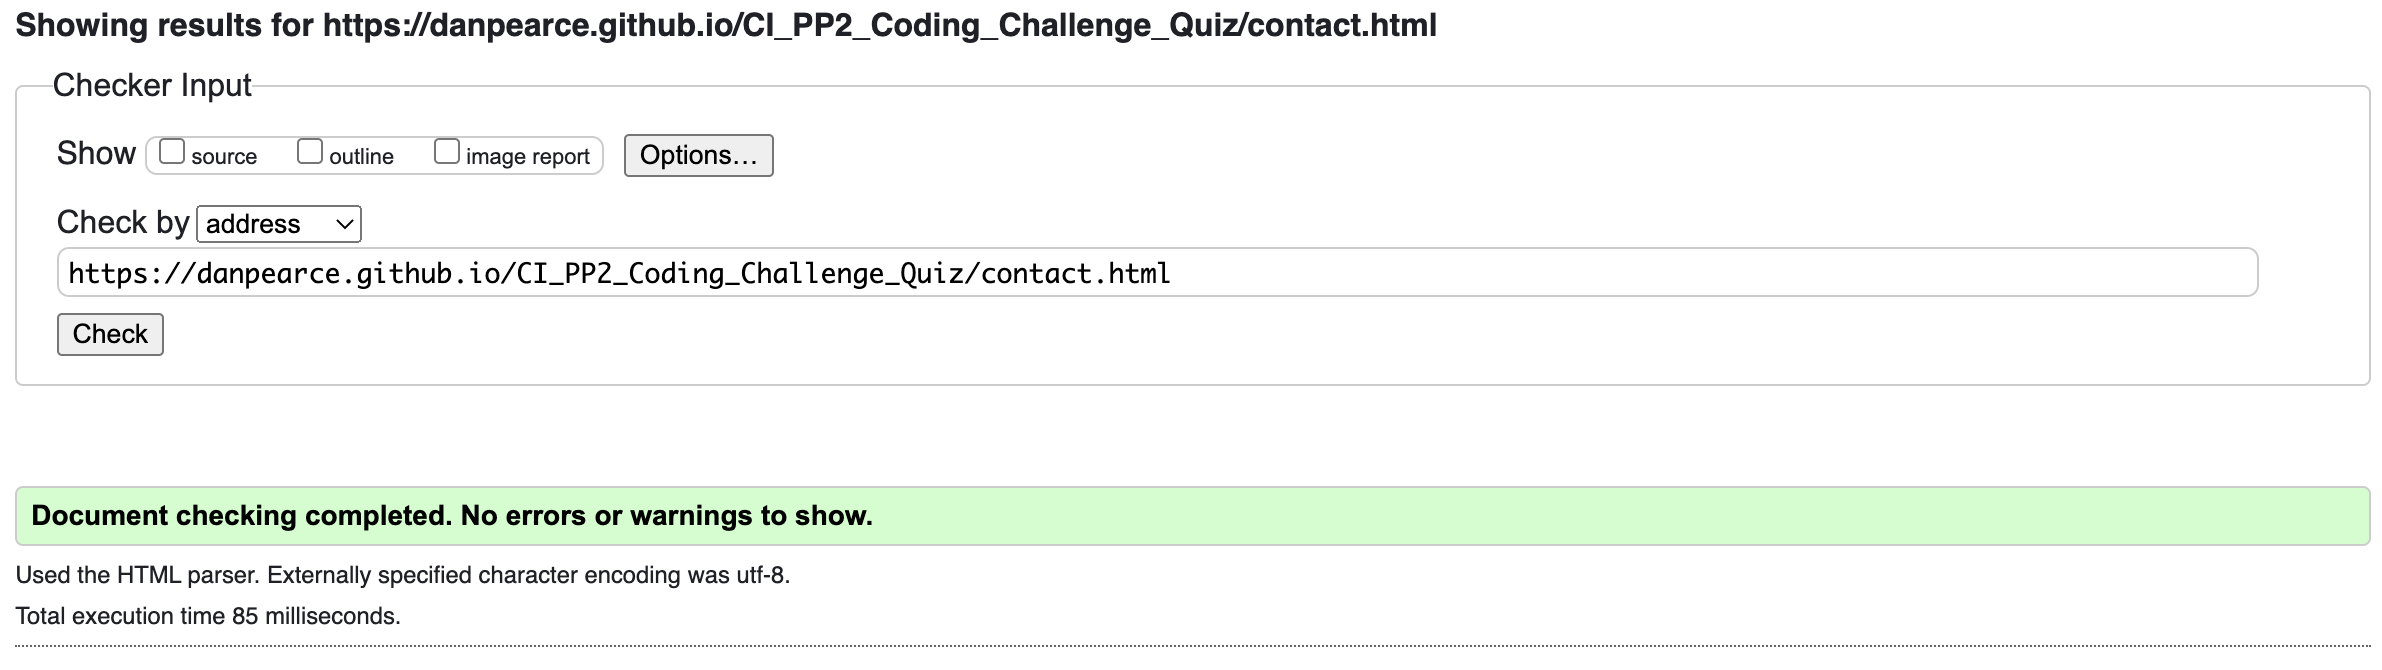 Showing results for https://danpearce.github.io/CI_PP2_Coding_Challenge_Quiz/contact.html
Checker Input
Show source outline image report Options…
Check by address
https://danpearce.github.io/CI_PP2_Coding_Challenge_Quiz/contact.html
Check
Document checking completed. No errors or warnings to show.
Used the HTML parser. Externally specified character encoding was utf-8.
Total execution time 85 milliseconds.